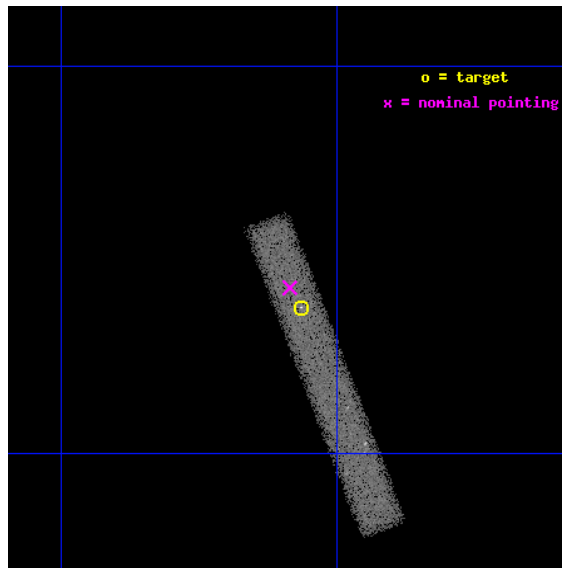 o = target
x = nominal pointing